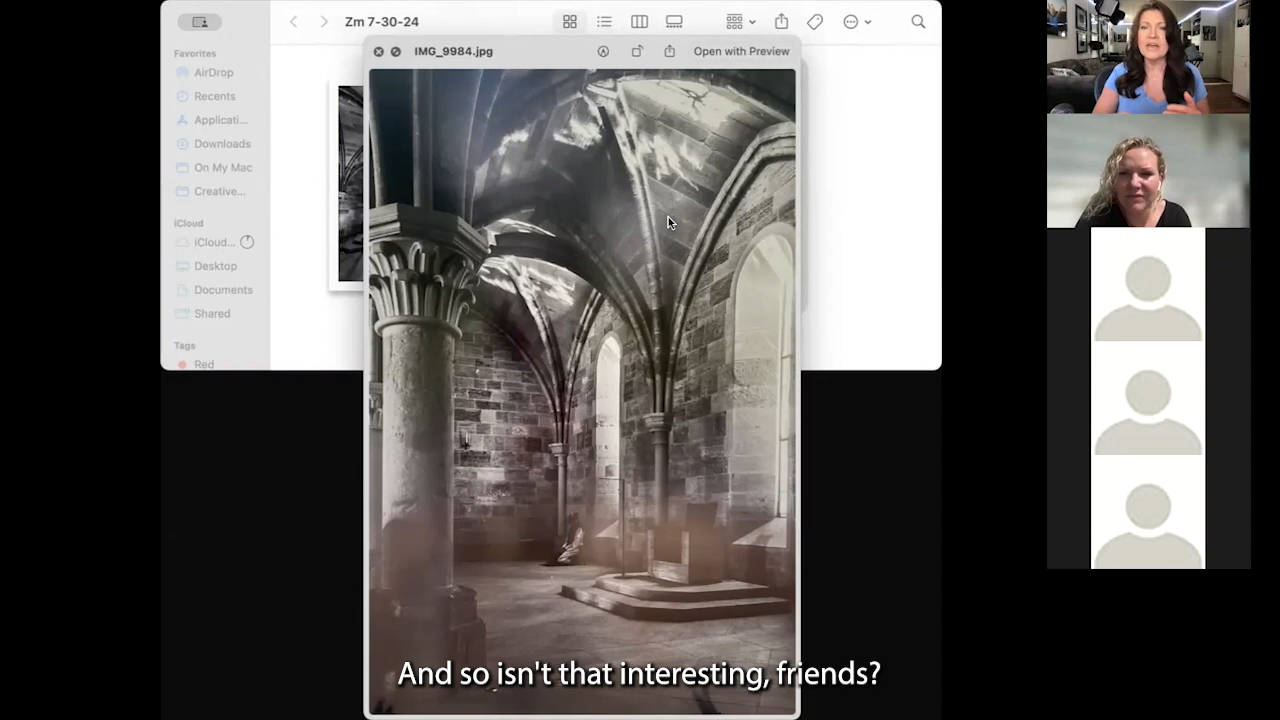 Zm 7-30-24
IMG_9984.jpg
Open with Preview
Favorites
AirDrop
Recents
Applicati...
Downloads
On My Mac
Creative...
iCloud
iCloud...
Desktop
Documents
Shared
Tags
Red
And so isn't that interesting, friends?